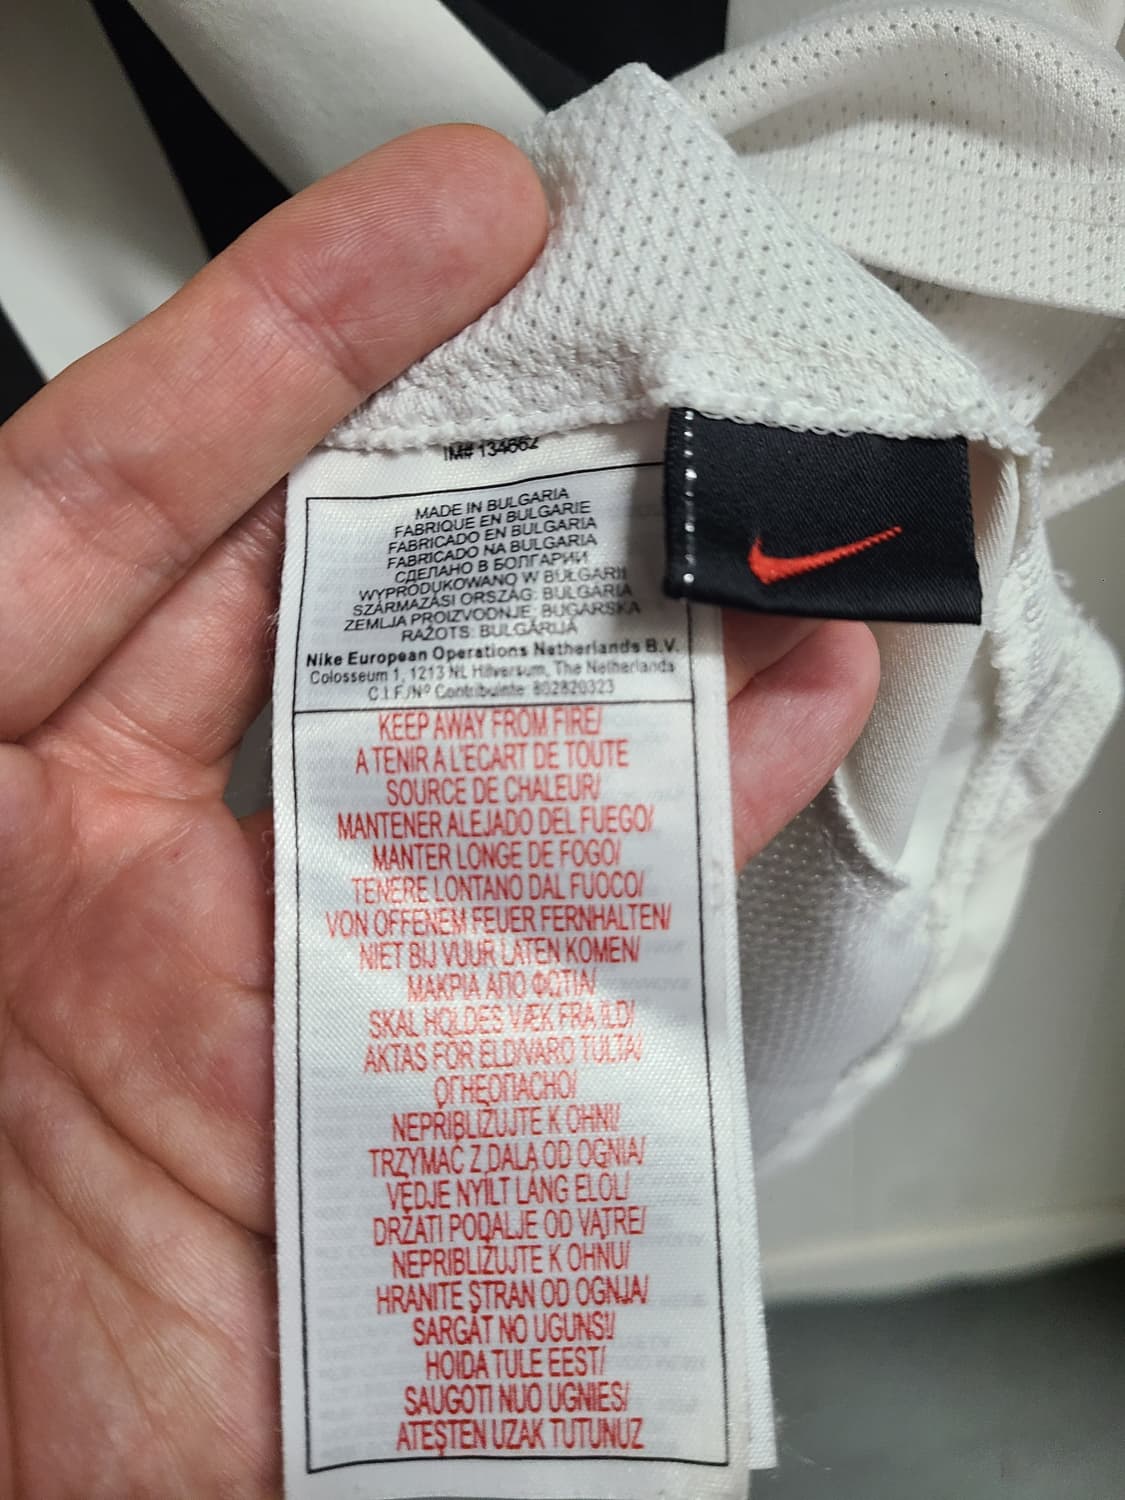 IM# 134662
MADE IN BULGARIA
FABRIQUE EN BULGARIE
FABRICADO EN BULGARIA
FABRICADO NA BULGARIA
СДЕЛАНО В БОЛГАРИИ
WYPRODUKOWANO W BUŁGARII
SZÁRMAZÁSI ORSZÁG: BULGARIA
ZEMLJA PROIZVODNJE: BUGARSKA
RAŽOTS: BULGĀRIJĀ
Nike European Operations Netherlands B.V.
Colosseum 1, 1213 NL Hilversum, The Netherlands
C.I.F./Nº Contribuinte: 802820323
KEEP AWAY FROM FIRE/
A TENIR A L'ECART DE TOUTE
SOURCE DE CHALEUR/
MANTENER ALEJADO DEL FUEGO/
MANTER LONGE DE FOGO/
TENERE LONTANO DAL FUOCO/
VON OFFENEM FEUER FERNHALTEN/
NIET BIJ VUUR LATEN KOMEN/
ΜΑΚΡΙΑ ΑΠΟ ΦΩΤΙΑ/
SKAL HOLDES VÆK FRA ILD/
AKTAS FÖR ELDIVARO TULTA/
ОГНЕОПАСНО/
NEPRIBLIŽUJTE K OHNI/
TRZYMAĆ Z DALA OD OGNIA/
VÉDJE NYÍLT LÁNG ELOL/
DRŽATI PODALJE OD VATRE/
NEPRIBLIŽUJTE K OHNU/
HRANITE STRAN OD OGNJA/
SARGĀT NO UGUNS!/
HOIDA TULE EEST/
SAUGOTI NUO UGNIES/
ATEŞTEN UZAK TUTUNUZ